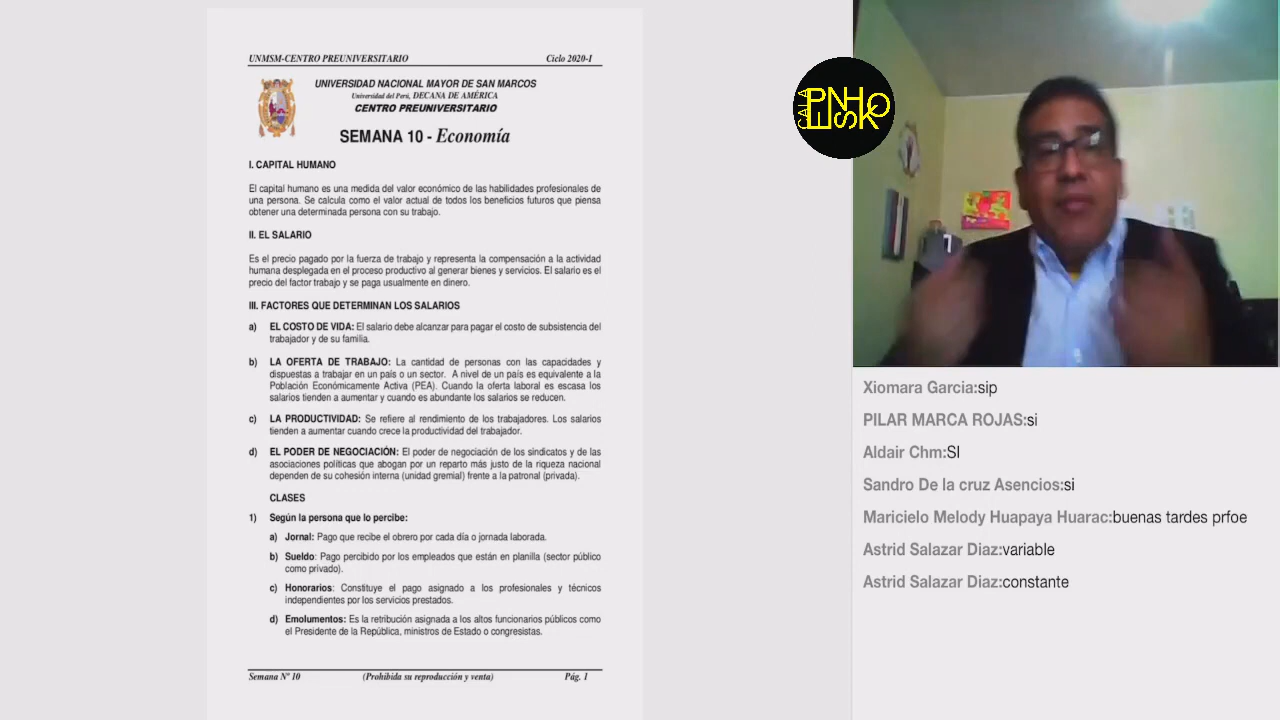 UNMSM-CENTRO PREUNIVERSITARIO Ciclo 2020-I
UNIVERSIDAD NACIONAL MAYOR DE SAN MARCOS
Universidad del Perú, DECANA DE AMÉRICA
CENTRO PREUNIVERSITARIO
SEMANA 10 - Economía
I. CAPITAL HUMANO
El capital humano es una medida del valor económico de las habilidades profesionales de
una persona. Se calcula como el valor actual de todos los beneficios futuros que piensa
obtener una determinada persona con su trabajo.
II. EL SALARIO
Es el precio pagado por la fuerza de trabajo y representa la compensación a la actividad
humana desplegada en el proceso productivo al generar bienes y servicios. El salario es el
precio del factor trabajo y se paga usualmente en dinero.
III. FACTORES QUE DETERMINAN LOS SALARIOS
a) EL COSTO DE VIDA: El salario debe alcanzar para pagar el costo de subsistencia del
trabajador y de su familia.
b) LA OFERTA DE TRABAJO: La cantidad de personas con las capacidades y
dispuestas a trabajar en un país o un sector. A nivel de un país es equivalente a la
Población Económicamente Activa (PEA). Cuando la oferta laboral es escasa los
salarios tienden a aumentar y cuando es abundante los salarios se reducen.
c) LA PRODUCTIVIDAD: Se refiere al rendimiento de los trabajadores. Los salarios
tienden a aumentar cuando crece la productividad del trabajador.
d) EL PODER DE NEGOCIACIÓN: El poder de negociación de los sindicatos y de las
asociaciones políticas que abogan por un reparto más justo de la riqueza nacional
dependen de su cohesión interna (unidad gremial) frente a la patronal (privada).
CLASES
1) Según la persona que lo percibe:
a) Jornal: Pago que recibe el obrero por cada día o jornada laborada.
b) Sueldo: Pago percibido por los empleados que están en planilla (sector público
como privado).
c) Honorarios: Constituye el pago asignado a los profesionales y técnicos
independientes por los servicios prestados.
d) Emolumentos: Es la retribución asignada a los altos funcionarios públicos como
el Presidente de la República, ministros de Estado o congresistas.
Semana Nº 10 (Prohibida su reproducción y venta) Pág. 1
Xiomara Garcia:sip
PILAR MARCA ROJAS:si
Aldair Chm:SI
Sandro De la cruz Asencios:si
Maricielo Melody Huapaya Huarac:buenas tardes prfoe
Astrid Salazar Diaz:variable
Astrid Salazar Diaz:constante